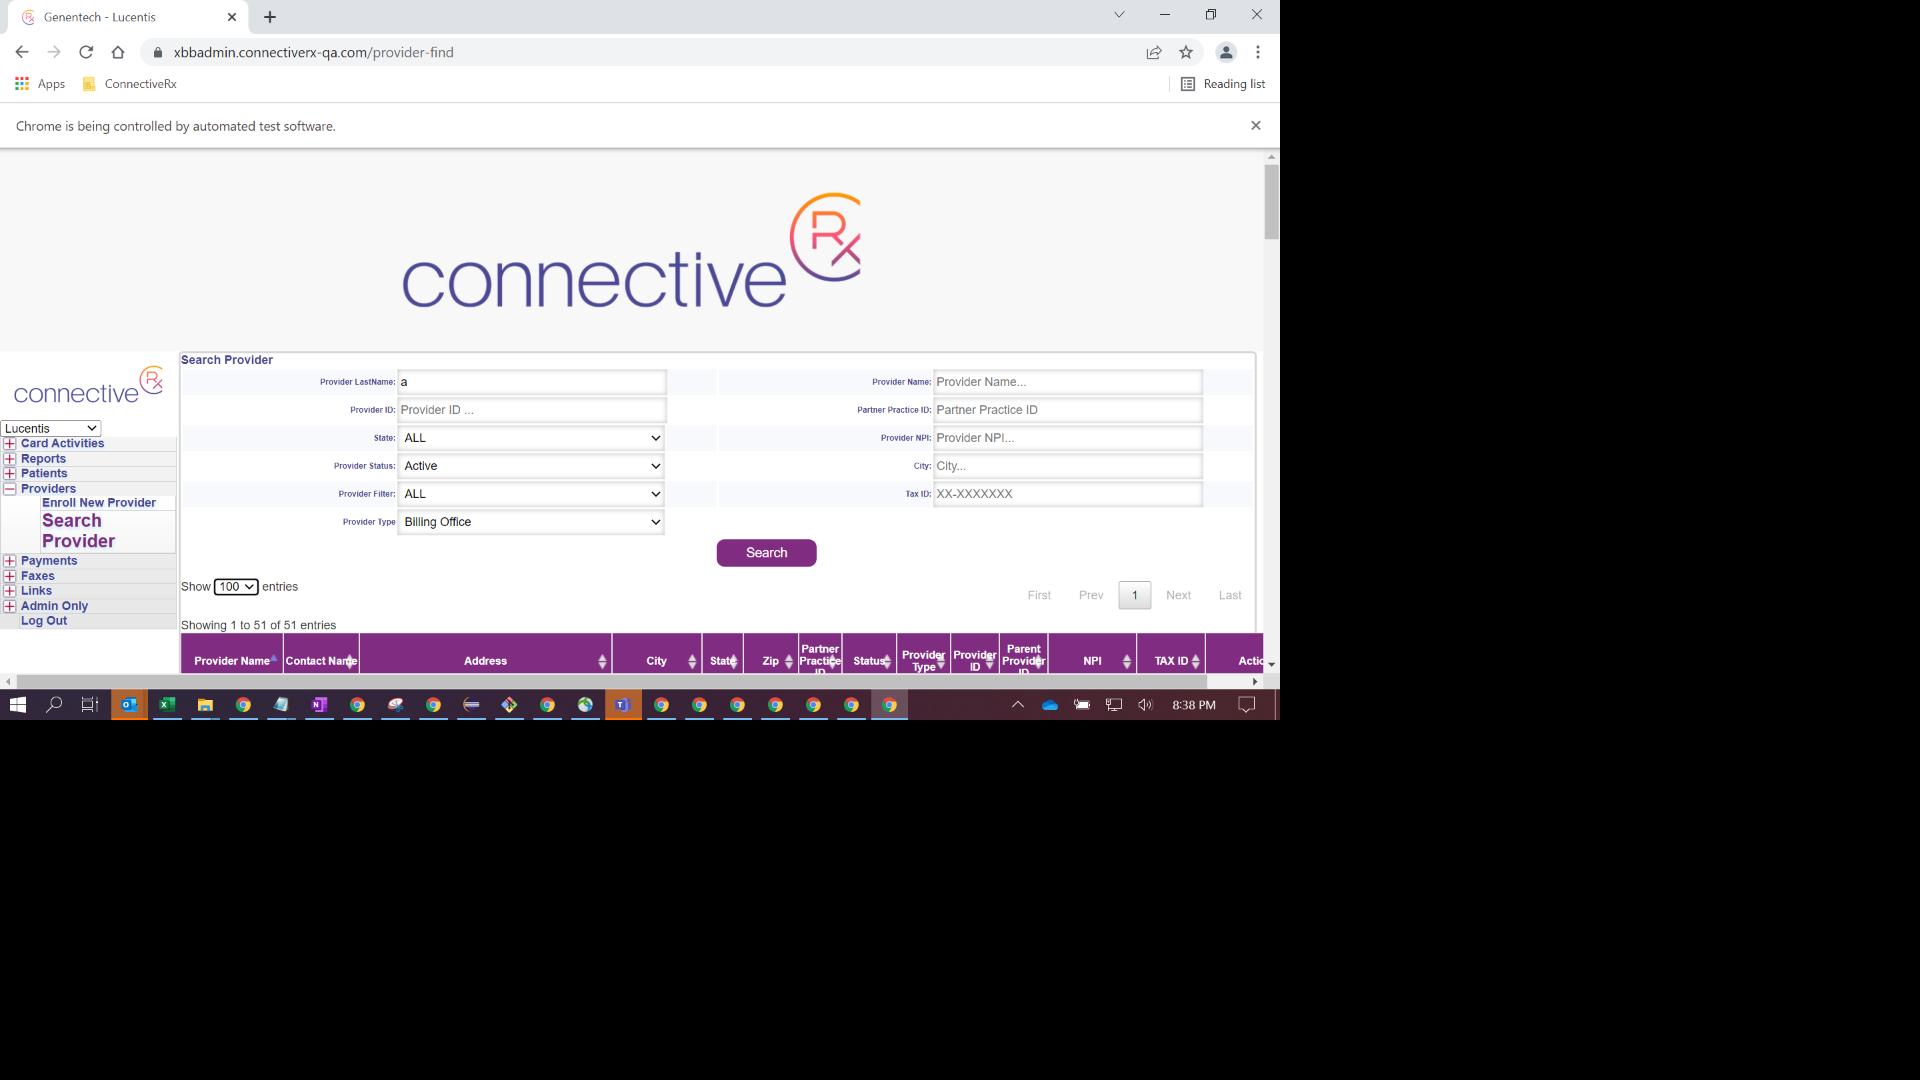 Genentech - Lucentis
xbbadmin.connectiverx-qa.com/provider-find
Apps
ConnectiveRx
Reading list
Chrome is being controlled by automated test software.
connective Rx
connective Rx
Lucentis
Card Activities
Reports
Patients
Providers
Enroll New Provider
Search
Provider
Payments
Faxes
Links
Admin Only
Log Out
Search Provider
Provider LastName: a
Provider Name: Provider Name...
Provider ID: Provider ID ...
Partner Practice ID: Partner Practice ID
State: ALL
Provider NPI: Provider NPI...
Provider Status: Active
City: City...
Provider Filter: ALL
Tax ID: XX-XXXXXXX
Provider Type Billing Office
Search
Show 100 entries
First Prev 1 Next Last
Showing 1 to 51 of 51 entries
Provider Name
Contact Name
Address
City
State
Zip
Partner
Practice
ID
Status
Provider
Type
Provider
ID
Parent
Provider
ID
NPI
TAX ID
Actio
8:38 PM